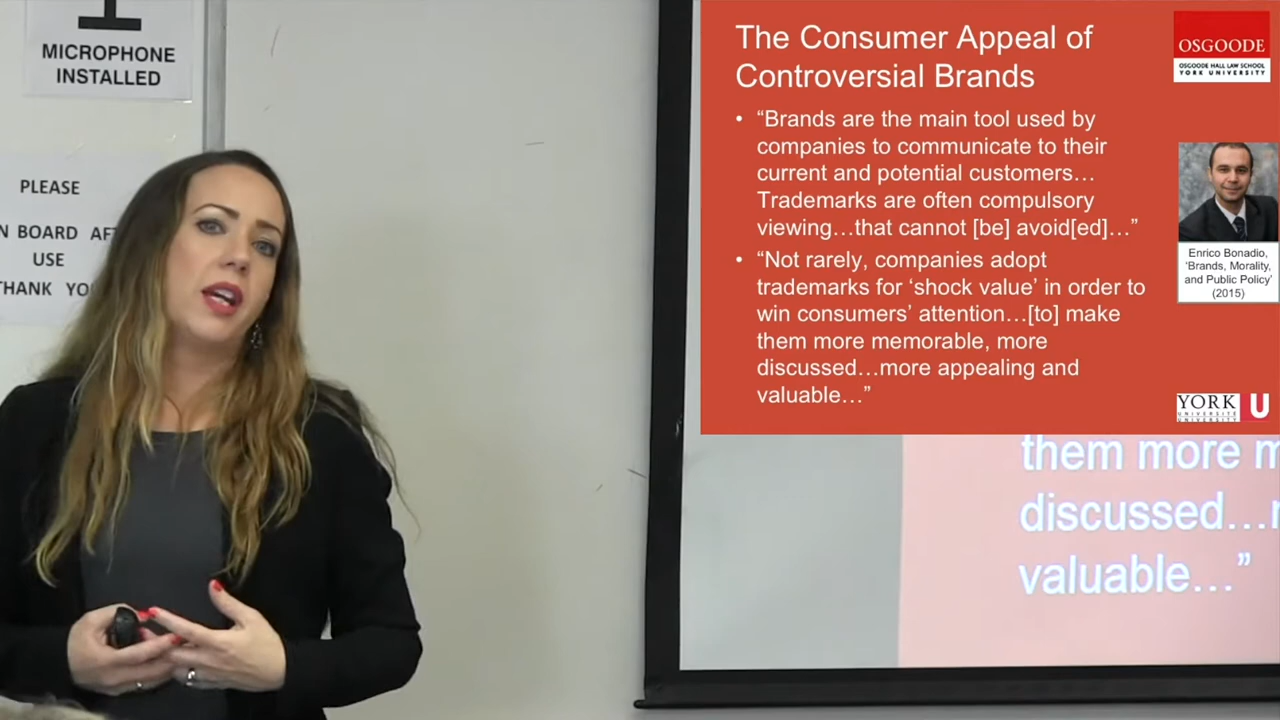 MICROPHONE
INSTALLED
PLEASE
N BOARD AF
USE
THANK YO
The Consumer Appeal of
Controversial Brands
• “Brands are the main tool used by
companies to communicate to their
current and potential customers…
Trademarks are often compulsory
viewing…that cannot [be] avoid[ed]…”
• “Not rarely, companies adopt
trademarks for ‘shock value’ in order to
win consumers’ attention…[to] make
them more memorable, more
discussed…more appealing and
valuable…”
OSGOODE
OSGOODE HALL LAW SCHOOL
YORK UNIVERSITY
Enrico Bonadio,
‘Brands, Morality,
and Public Policy’
(2015)
YORK
UNIVERSITÉ
UNIVERSITY
U
them more m
discussed…r
valuable…”